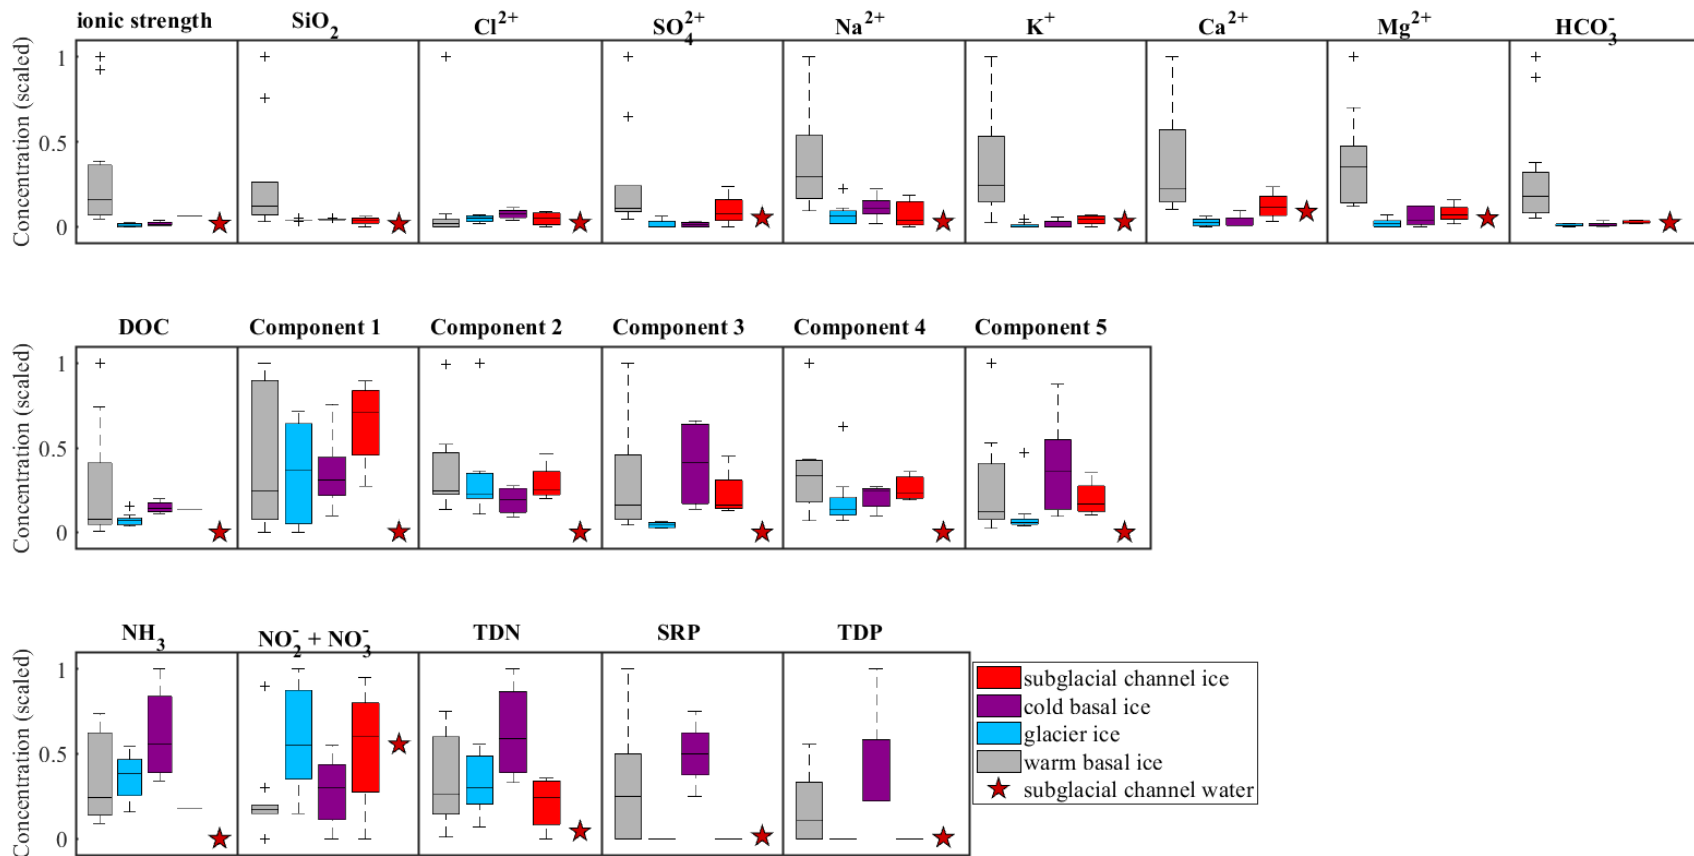 ionic strength SiO₂ Cl²⁺ SO₄²⁺ Na²⁺ K⁺ Ca²⁺ Mg²⁺ HCO₃⁻
Concentration (scaled)
1
0.5
0
DOC Component 1 Component 2 Component 3 Component 4 Component 5
Concentration (scaled)
1
0.5
0
NH₃ NO₂⁻ + NO₃⁻ TDN SRP TDP
Concentration (scaled)
1
0.5
0
subglacial channel ice
cold basal ice
glacier ice
warm basal ice
subglacial channel water